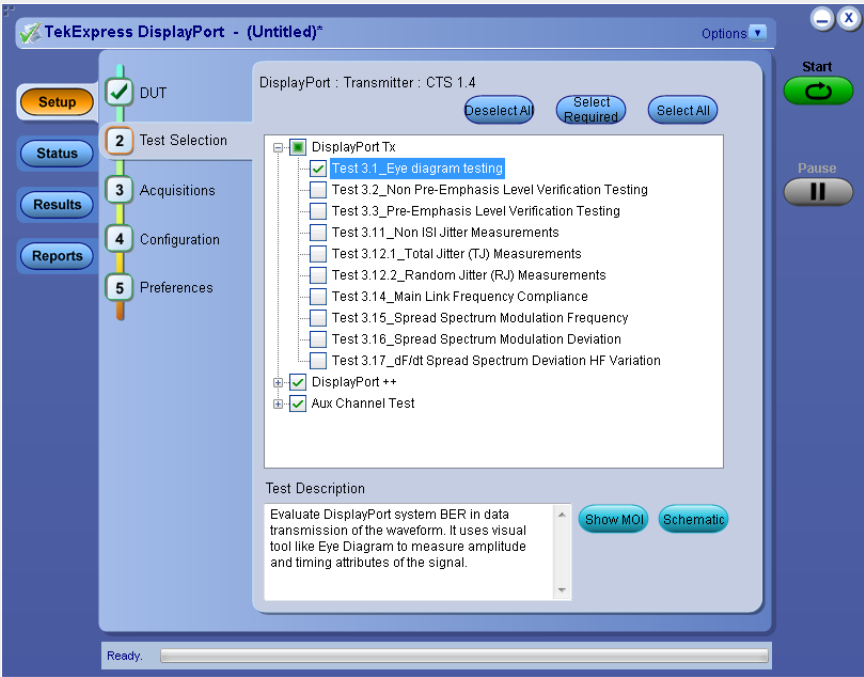 TekExpress DisplayPort - (Untitled)*
Options
Start
Pause
Setup
Status
Results
Reports
DUT
2 Test Selection
3 Acquisitions
4 Configuration
5 Preferences
DisplayPort : Transmitter : CTS 1.4
Deselect All
Select
Required
Select All
DisplayPort Tx
Test 3.1_Eye diagram testing
Test 3.2_Non Pre-Emphasis Level Verification Testing
Test 3.3_Pre-Emphasis Level Verification Testing
Test 3.11_Non ISI Jitter Measurements
Test 3.12.1_Total Jitter (TJ) Measurements
Test 3.12.2_Random Jitter (RJ) Measurements
Test 3.14_Main Link Frequency Compliance
Test 3.15_Spread Spectrum Modulation Frequency
Test 3.16_Spread Spectrum Modulation Deviation
Test 3.17_dF/dt Spread Spectrum Deviation HF Variation
DisplayPort ++
Aux Channel Test
Test Description
Evaluate DisplayPort system BER in data
transmission of the waveform. It uses visual
tool like Eye Diagram to measure amplitude
and timing attributes of the signal.
Show MOI
Schematic
Ready.